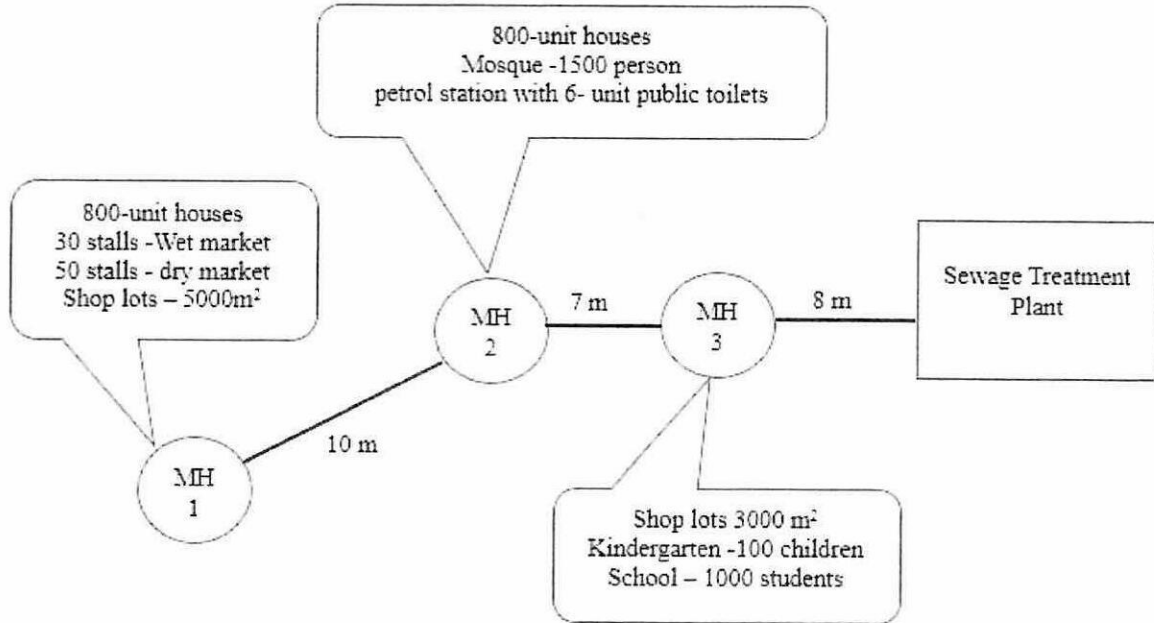 800-unit houses
Mosque -1500 person
petrol station with 6- unit public toilets
800-unit houses
30 stalls -Wet market
50 stalls - dry market
Shop lots – 5000m²
MH
1
10 m
MH
2
7 m
MH
3
8 m
Sewage Treatment
Plant
Shop lots 3000 m²
Kindergarten -100 children
School – 1000 students